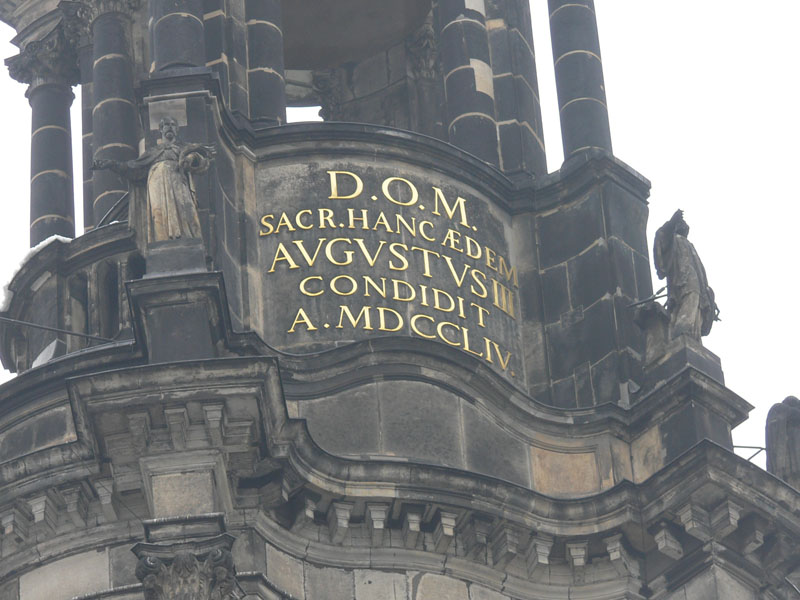 D.O.M.
SACR.HANC ÆDEM
AVGVSTVS III
CONDIDIT
A.MDCCLIV.